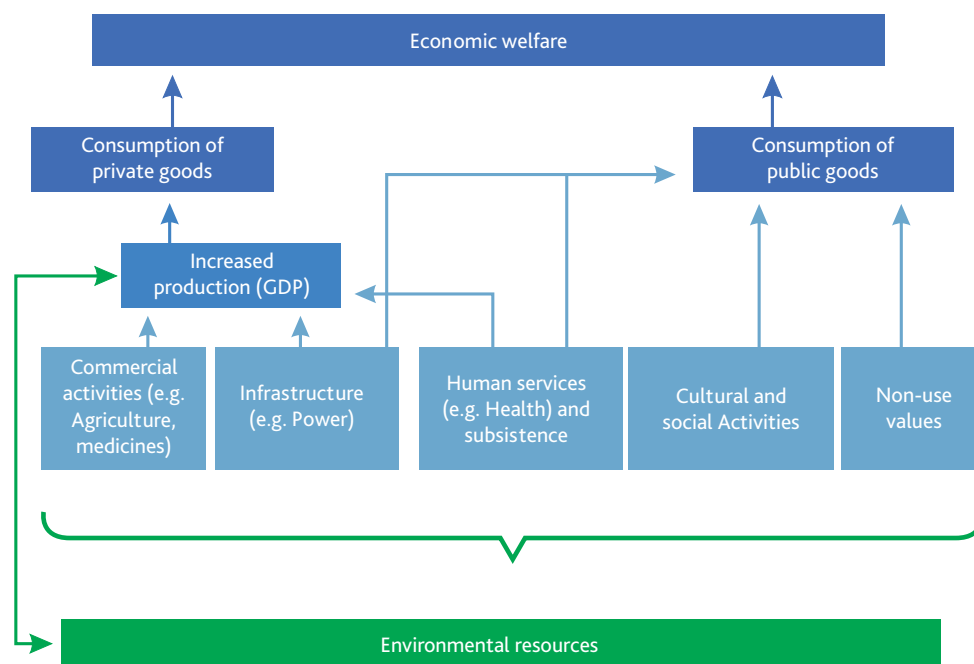 Economic welfare
Consumption of
private goods
Consumption of
public goods
Increased
production (GDP)
Commercial
activities (e.g.
Agriculture,
medicines)
Infrastructure
(e.g. Power)
Human services
(e.g. Health) and
subsistence
Cultural and
social Activities
Non-use
values
Environmental resources